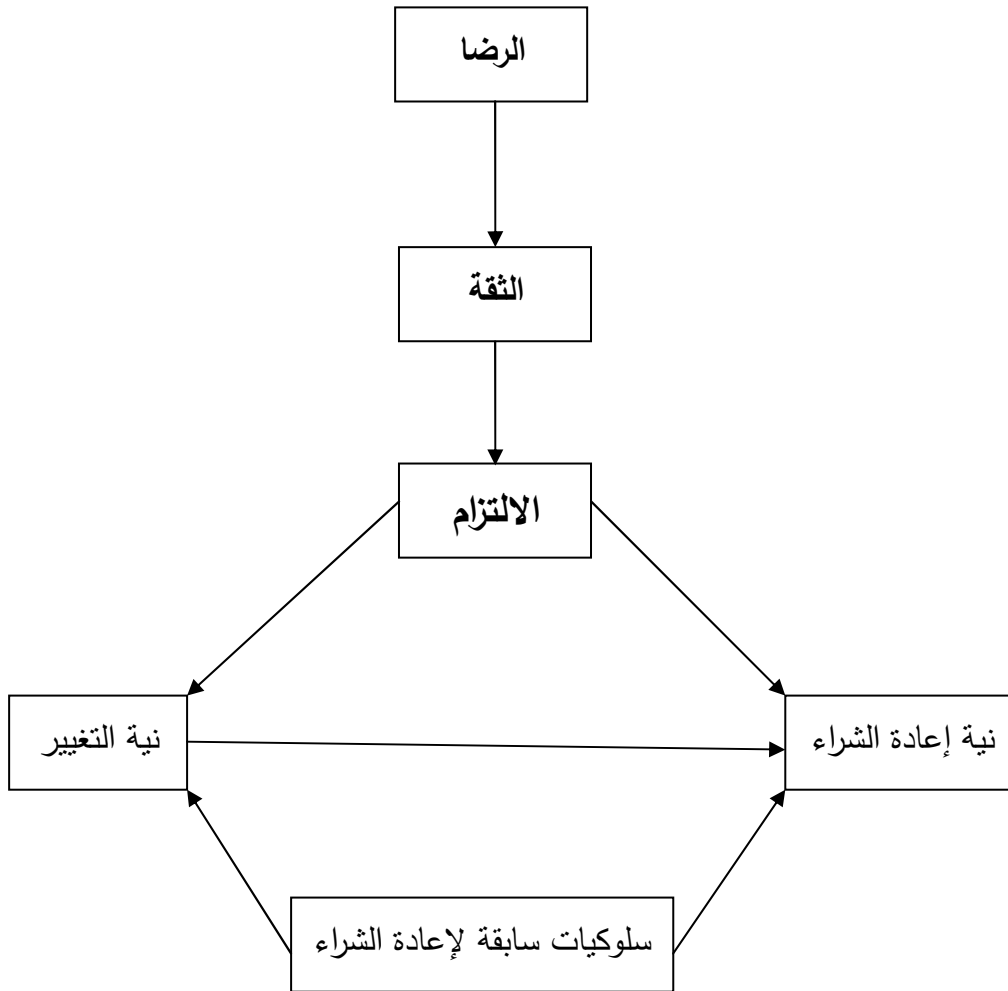 الرضا
الثقة
الالتزام
نية إعادة الشراء
نية التغيير
سلوكيات سابقة لإعادة الشراء